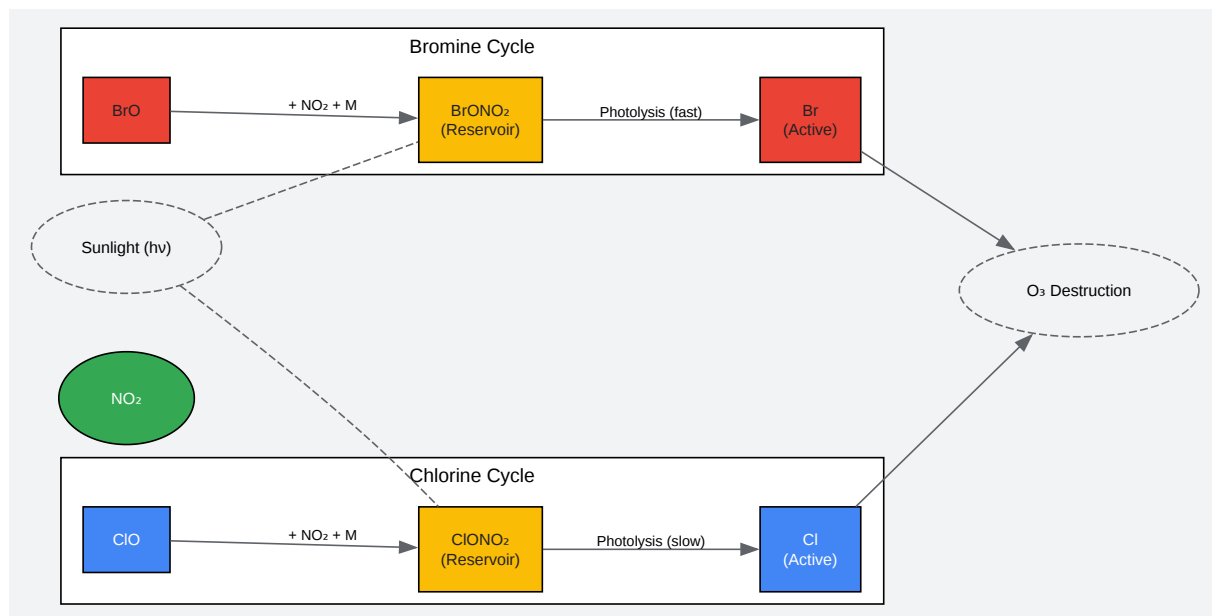 Bromine Cycle
BrO
+ NO₂ + M
BrONO₂
(Reservoir)
Photolysis (fast)
Br
(Active)
Sunlight (hν)
O₃ Destruction
NO₂
Chlorine Cycle
ClO
+ NO₂ + M
ClONO₂
(Reservoir)
Photolysis (slow)
Cl
(Active)